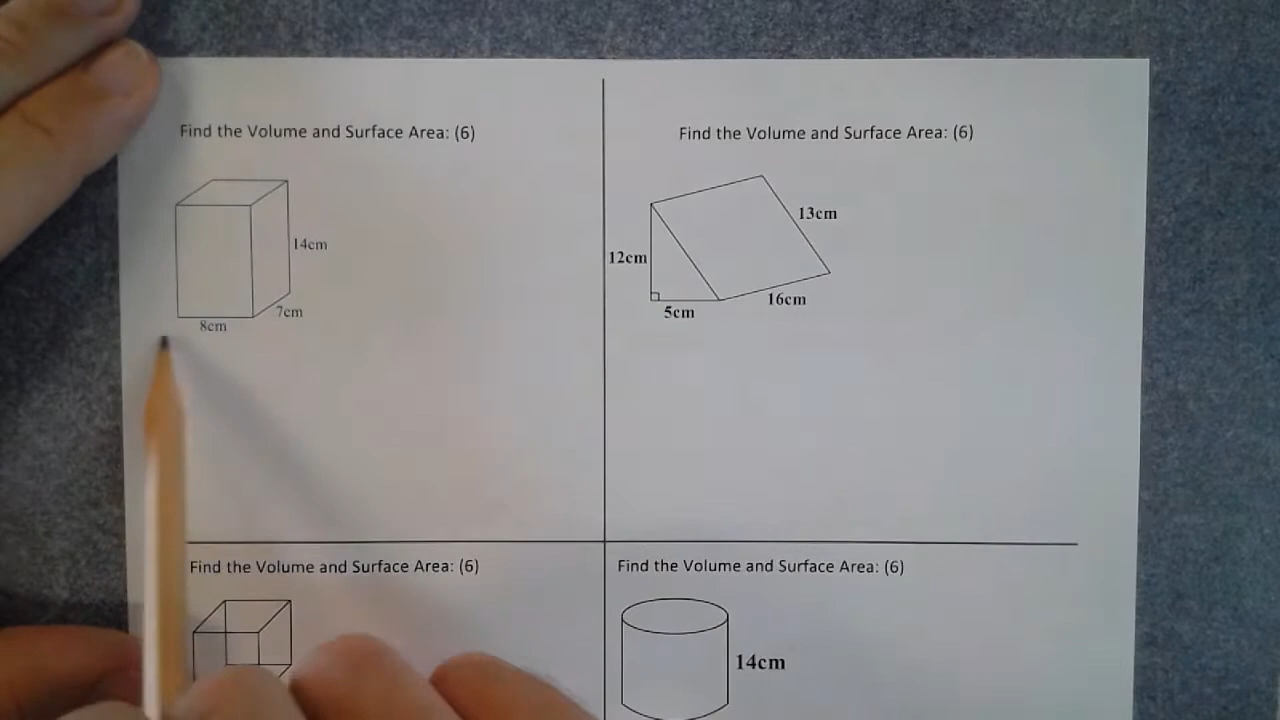 Find the Volume and Surface Area: (6)
14cm
7cm
8cm
Find the Volume and Surface Area: (6)
13cm
12cm
16cm
5cm
Find the Volume and Surface Area: (6)
Find the Volume and Surface Area: (6)
14cm